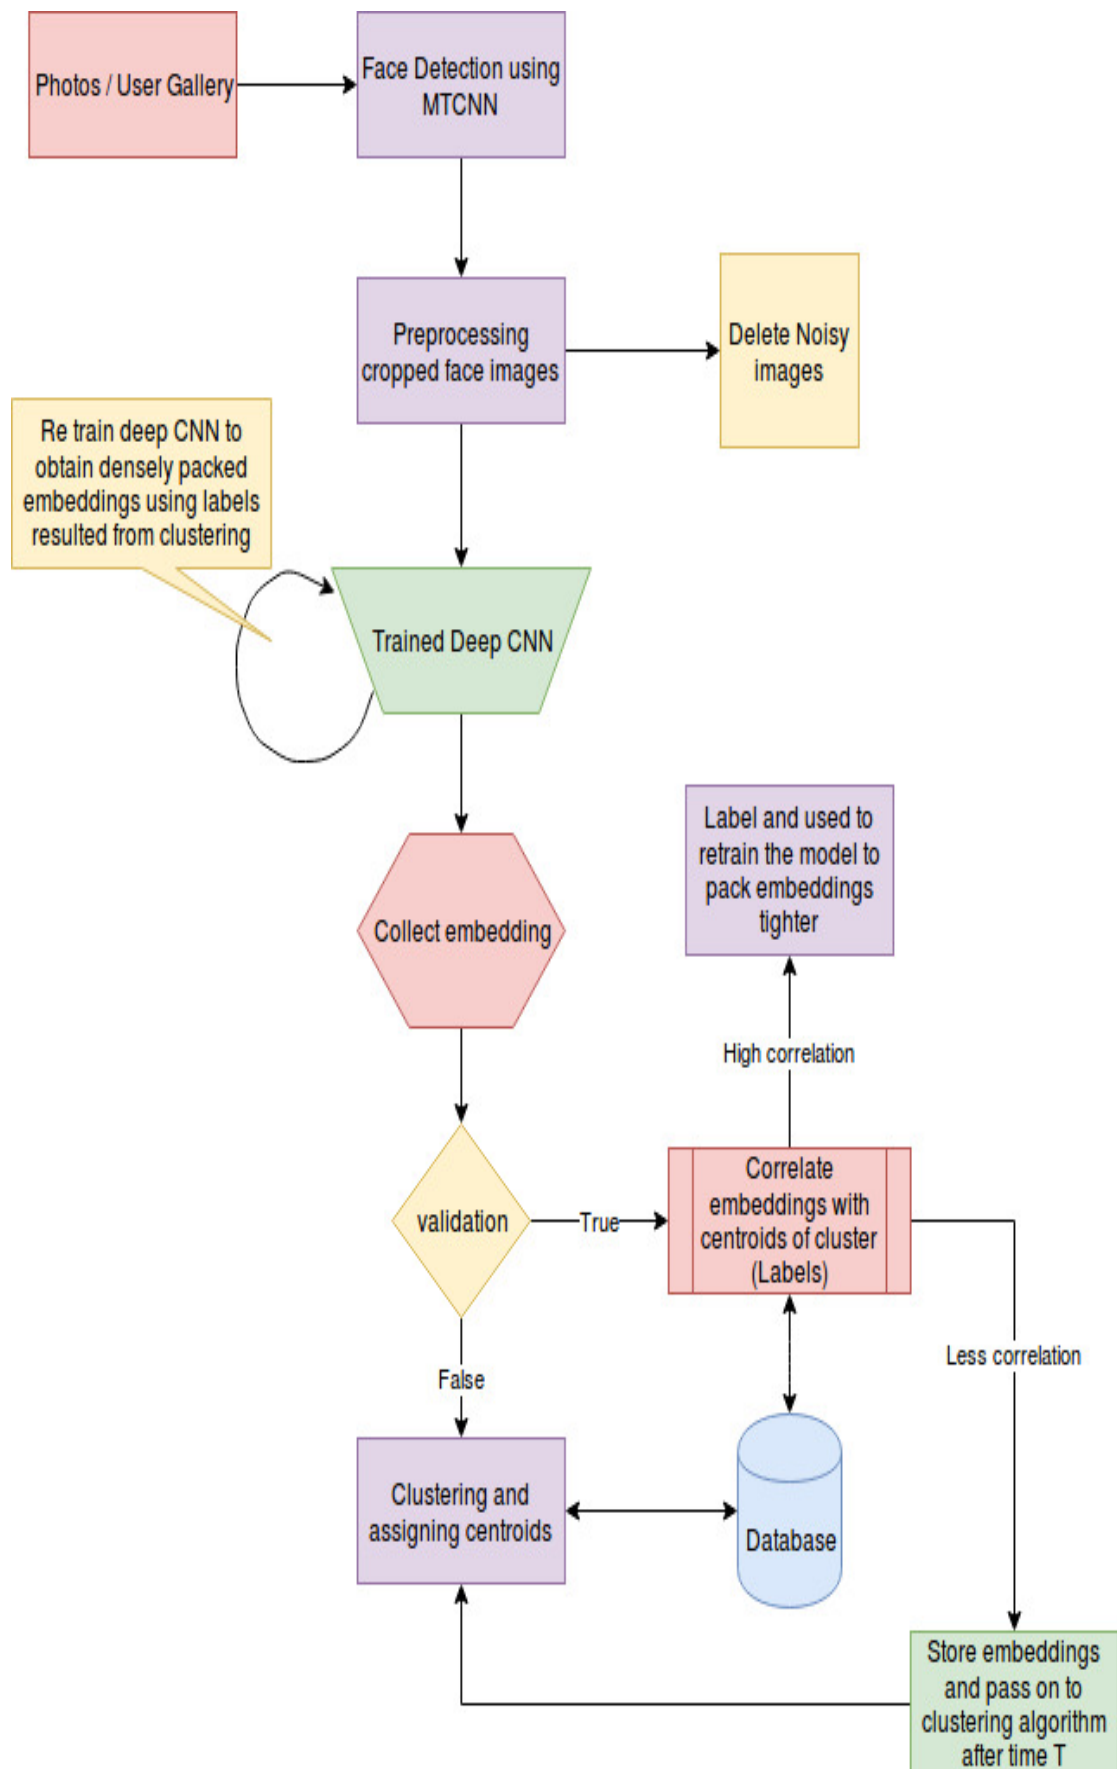 Photos / User Gallery
Face Detection using
MTCNN
Preprocessing
cropped face images
Delete Noisy
images
Re train deep CNN to
obtain densely packed
embeddings using labels
resulted from clustering
Trained Deep CNN
Collect embedding
Label and used to
retrain the model to
pack embeddings
tighter
High correlation
validation
True
Correlate
embeddings with
centroids of cluster
(Labels)
Less correlation
False
Clustering and
assigning centroids
Database
Store embeddings
and pass on to
clustering algorithm
after time T